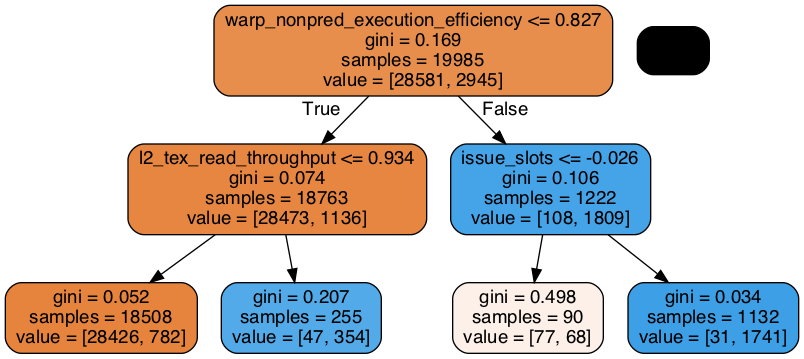 warp_nonpred_execution_efficiency <= 0.827
gini = 0.169
samples = 19985
value = [28581, 2945]
True
False
l2_tex_read_throughput <= 0.934
gini = 0.074
samples = 18763
value = [28473, 1136]
issue_slots <= -0.026
gini = 0.106
samples = 1222
value = [108, 1809]
gini = 0.052
samples = 18508
value = [28426, 782]
gini = 0.207
samples = 255
value = [47, 354]
gini = 0.498
samples = 90
value = [77, 68]
gini = 0.034
samples = 1132
value = [31, 1741]